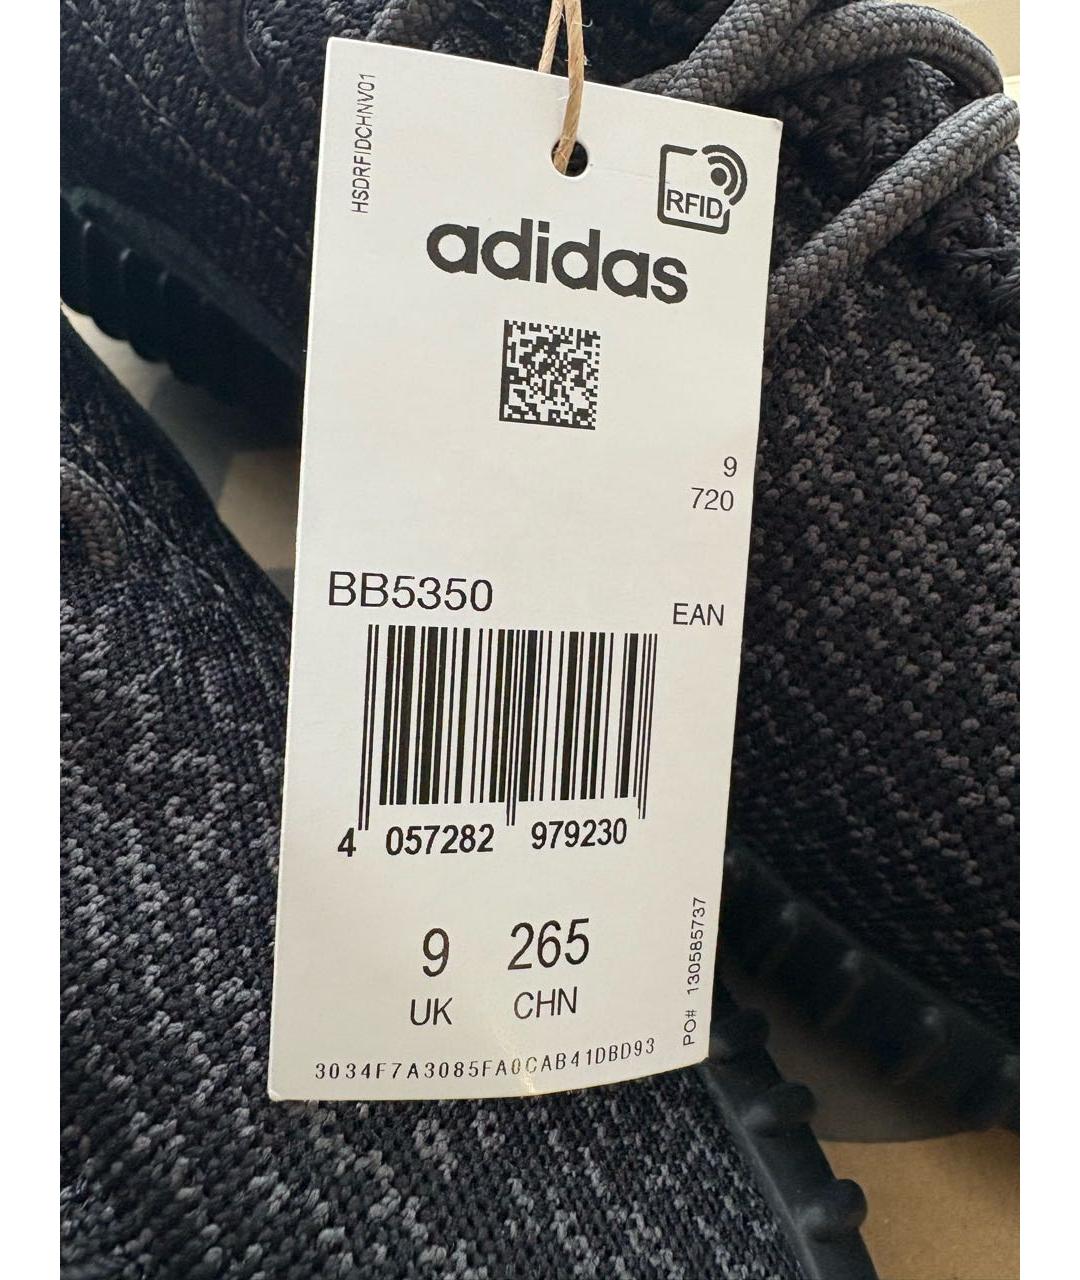 HSDRFIDCHNV01
RFID
adidas
9
720
BB5350
EAN
4 057282 979230
9 265
UK CHN
PO# 130585737
3034F7A3085FA0CAB41DBD93